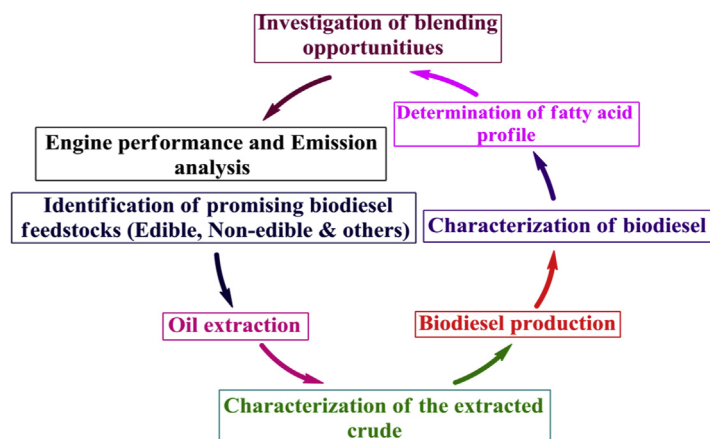 Investigation of blending
opportunitiues
Determination of fatty acid
profile
Engine performance and Emission
analysis
Identification of promising biodiesel
feedstocks (Edible, Non-edible & others)
Characterization of biodiesel
Oil extraction
Biodiesel production
Characterization of the extracted
crude